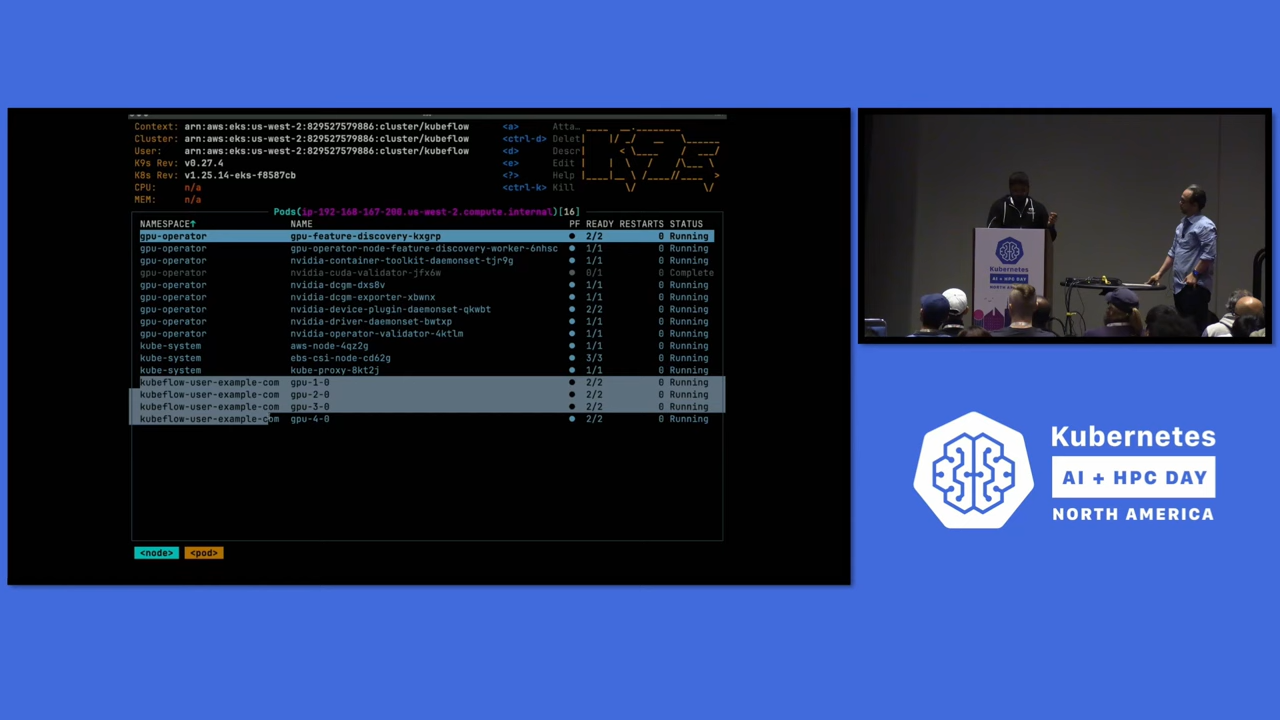 Context: arn:aws:eks:us-west-2:829527579886:cluster/kubeflow <a> Atta…
Cluster: arn:aws:eks:us-west-2:829527579886:cluster/kubeflow <ctrl-d> Delet
User: arn:aws:eks:us-west-2:829527579886:cluster/kubeflow <d> Descr
K9s Rev: v0.27.4 <e> Edit
K8s Rev: v1.25.14-eks-f8587cb <?> Help
CPU: n/a <ctrl-k> Kill
MEM: n/a
Pods(ip-192-168-167-200.us-west-2.compute.internal)[16]
NAMESPACE↑ NAME PF READY RESTARTS STATUS
gpu-operator gpu-feature-discovery-kxgrp ● 2/2 0 Running
gpu-operator gpu-operator-node-feature-discovery-worker-6nhsc ● 1/1 0 Running
gpu-operator nvidia-container-toolkit-daemonset-tjr9g ● 1/1 0 Running
gpu-operator nvidia-cuda-validator-jfx6w ● 0/1 0 Complete
gpu-operator nvidia-dcgm-dxs8v ● 1/1 0 Running
gpu-operator nvidia-dcgm-exporter-xbwnx ● 1/1 0 Running
gpu-operator nvidia-device-plugin-daemonset-qkwbt ● 2/2 0 Running
gpu-operator nvidia-driver-daemonset-bwtxp ● 1/1 0 Running
gpu-operator nvidia-operator-validator-4ktlm ● 1/1 0 Running
kube-system aws-node-4qz2g ● 1/1 0 Running
kube-system ebs-csi-node-cd62g ● 3/3 0 Running
kube-system kube-proxy-8kt2j ● 1/1 0 Running
kubeflow-user-example-com gpu-1-0 ● 2/2 0 Running
kubeflow-user-example-com gpu-2-0 ● 2/2 0 Running
kubeflow-user-example-com gpu-3-0 ● 2/2 0 Running
kubeflow-user-example-com gpu-4-0 ● 2/2 0 Running
<node> <pod>
Kubernetes
AI + HPC DAY
Kubernetes
AI + HPC DAY
NORTH AMERICA